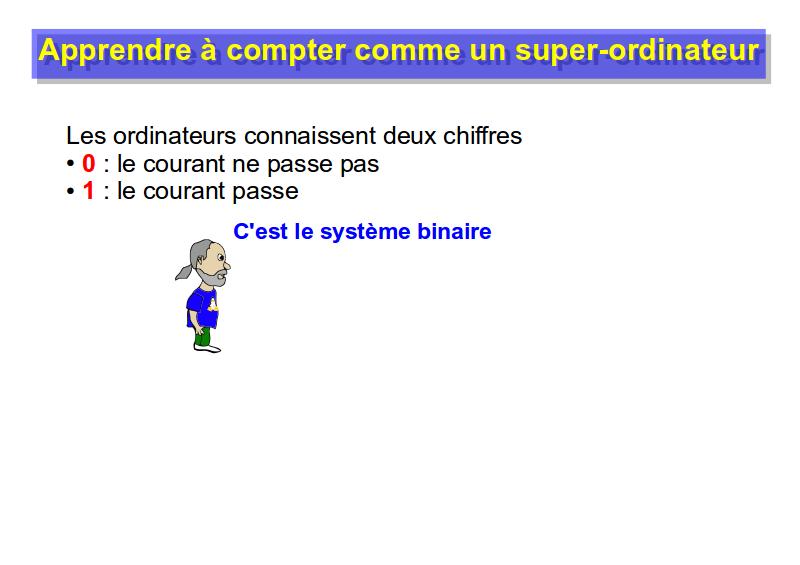 Apprendre à compter comme un super-ordinateur
Les ordinateurs connaissent deux chiffres
• 0 : le courant ne passe pas
• 1 : le courant passe
C'est le système binaire